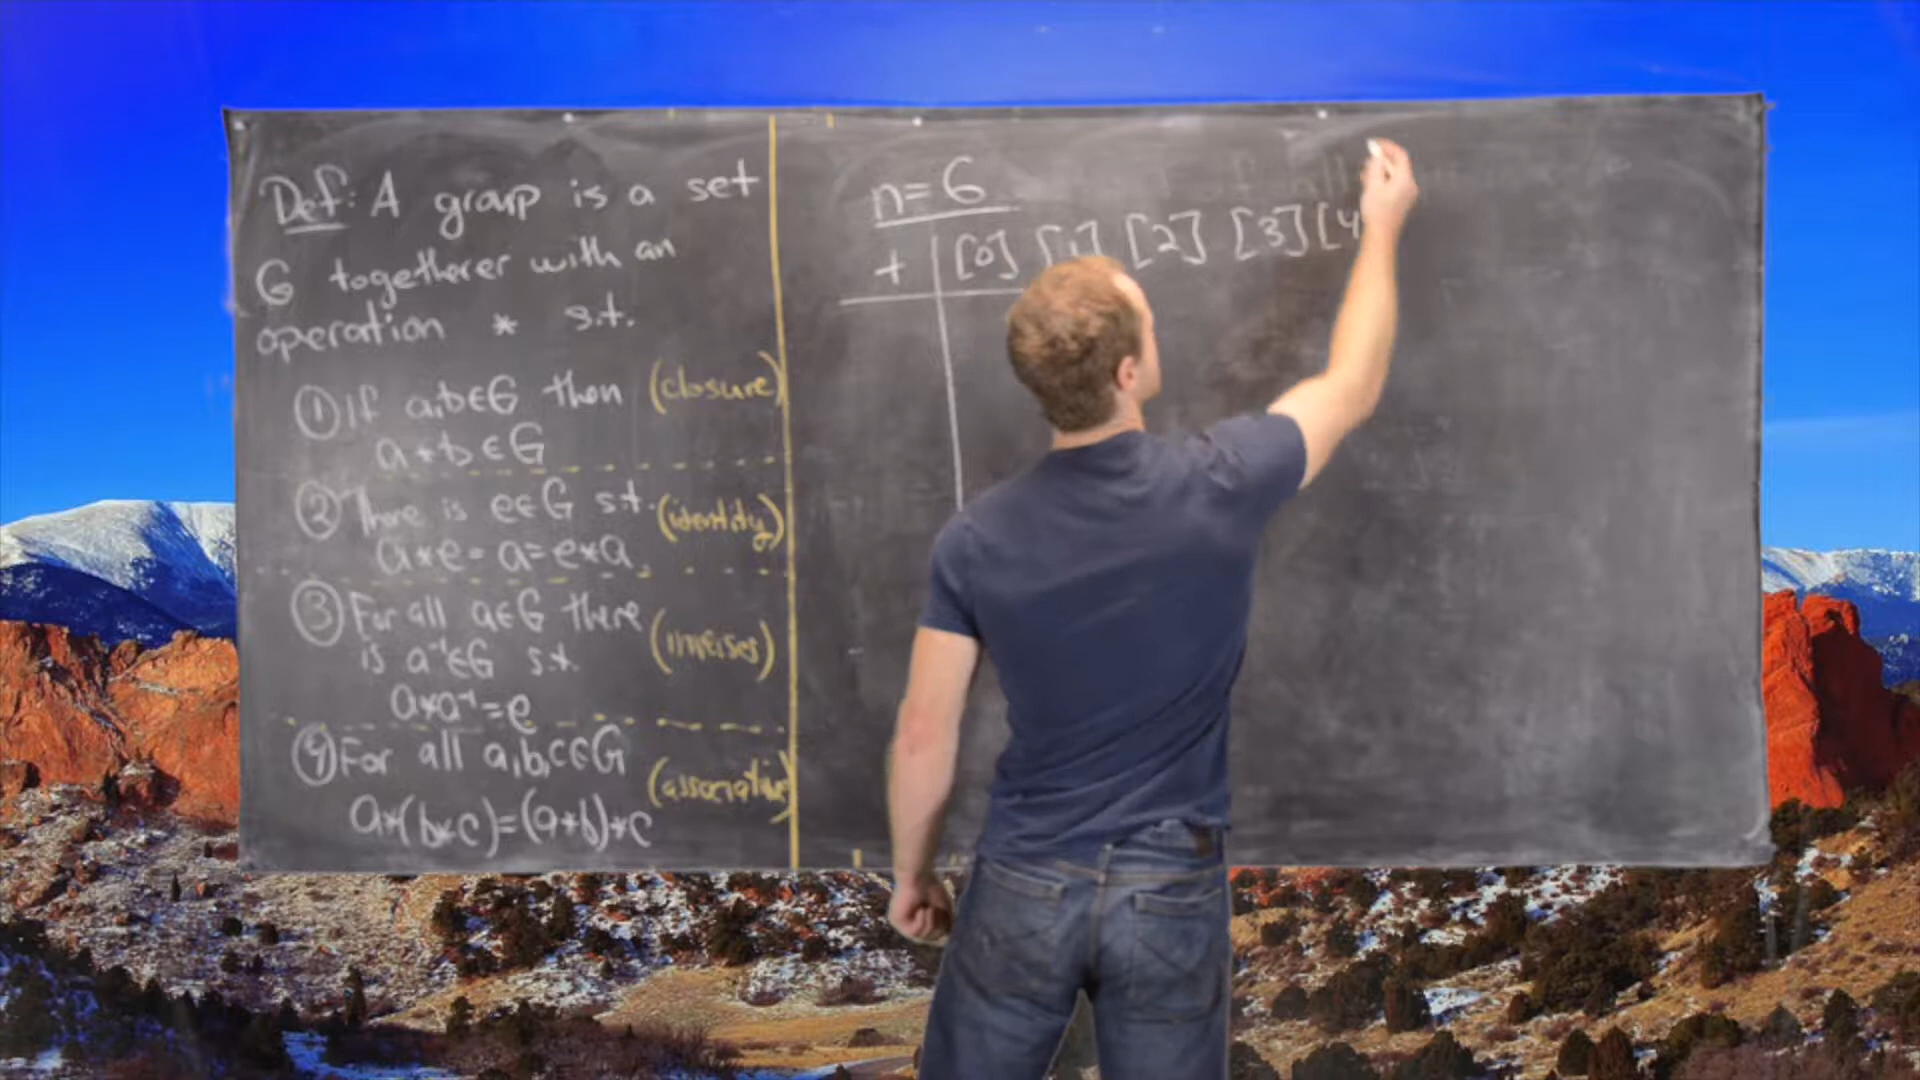 Def: A group is a set
G togetherer with an
operation * s.t.
① If a,b∈G then (closure)
a*b∈G
② There is e∈G s.t. (identity)
a*e=a=e*a
③ For all a∈G there
is a⁻¹∈G s.t. (inverses)
a*a⁻¹=e
④ For all a,b,c∈G
(associative)
a*(b*c)=(a*b)*c
n=6
+ [0] [1] [2] [3] [4